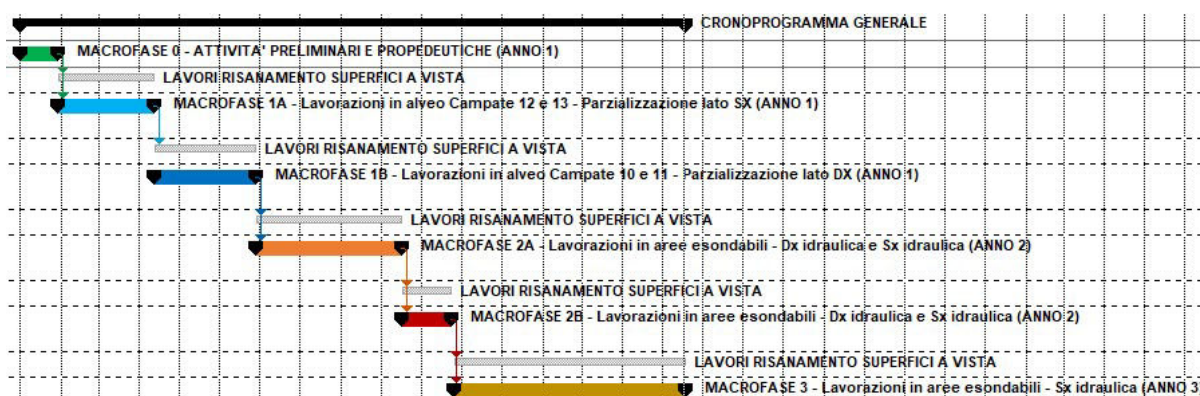 CRONOPROGRAMMA GENERALE
MACROFASE 0 - ATTIVITA' PRELIMINARI E PROPEDEUTICHE (ANNO 1)
LAVORI RISANAMENTO SUPERFICI A VISTA
MACROFASE 1A - Lavorazioni in alveo Campate 12 e 13 - Parzializzazione lato SX (ANNO 1)
LAVORI RISANAMENTO SUPERFICI A VISTA
MACROFASE 1B - Lavorazioni in alveo Campate 10 e 11 - Parzializzazione lato DX (ANNO 1)
LAVORI RISANAMENTO SUPERFICI A VISTA
MACROFASE 2A - Lavorazioni in aree esondabili - Dx idraulica e Sx idraulica (ANNO 2)
LAVORI RISANAMENTO SUPERFICI A VISTA
MACROFASE 2B - Lavorazioni in aree esondabili - Dx idraulica e Sx idraulica (ANNO 2)
LAVORI RISANAMENTO SUPERFICI A VISTA
MACROFASE 3 - Lavorazioni in aree esondabili - Sx idraulica (ANNO 3